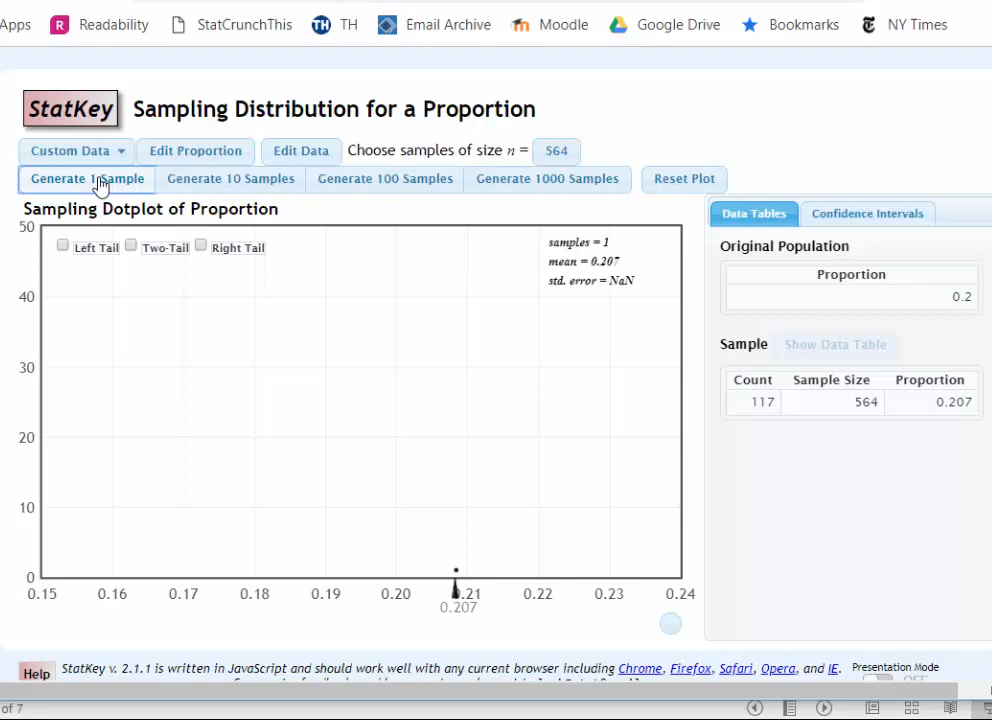 Apps R Readability StatCrunchThis TH TH Email Archive Moodle Google Drive Bookmarks NY Times
StatKey Sampling Distribution for a Proportion
Custom Data Edit Proportion Edit Data Choose samples of size n = 564
Generate 1 Sample Generate 10 Samples Generate 100 Samples Generate 1000 Samples Reset Plot
Sampling Dotplot of Proportion
Left Tail Two-Tail Right Tail
samples = 1
mean = 0.207
std. error = NaN
50
40
30
20
10
0
0.15 0.16 0.17 0.18 0.19 0.20 0.21 0.22 0.23 0.24
0.207
Data Tables Confidence Intervals
Original Population
Proportion
0.2
Sample Show Data Table
Count Sample Size Proportion
117 564 0.207
Help StatKey v. 2.1.1 is written in JavaScript and should work well with any current browser including Chrome, Firefox, Safari, Opera, and IE. Presentation Mode
OFF
of 7